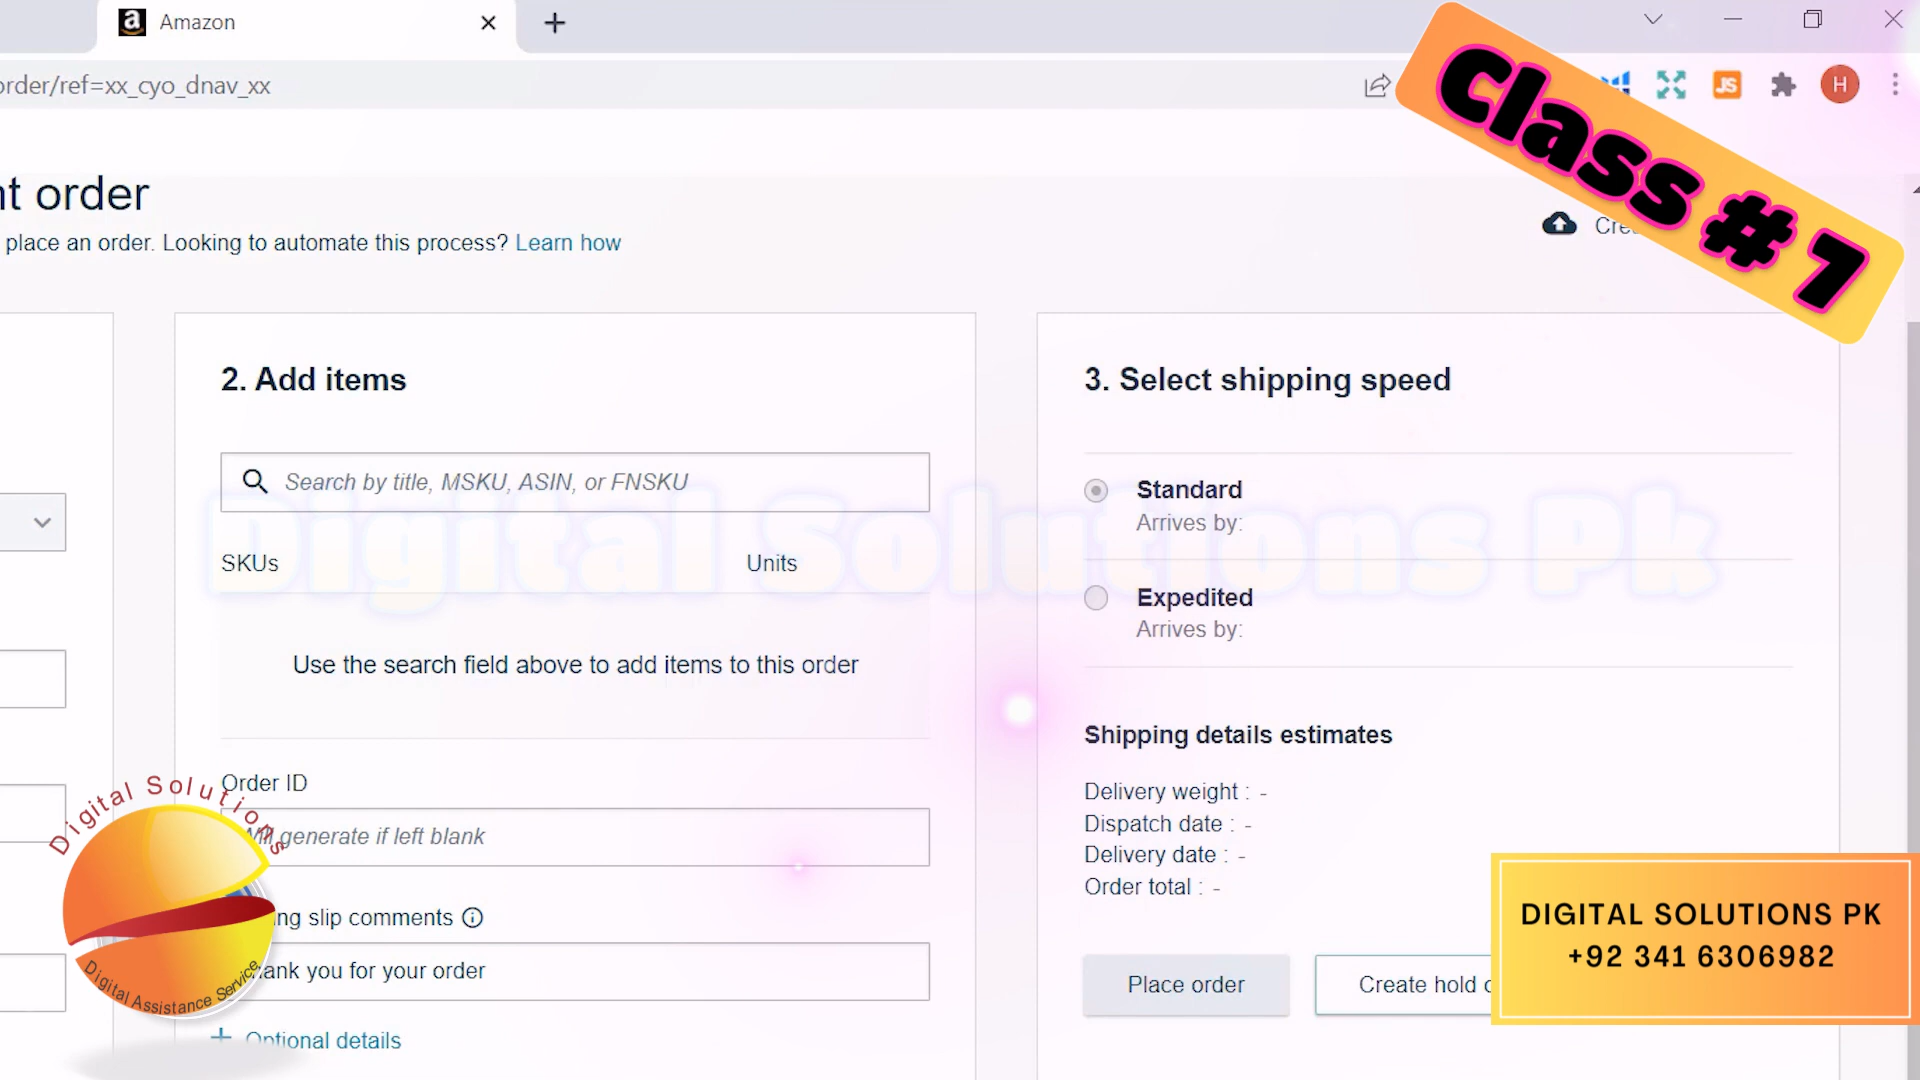 Amazon
order/ref=xx_cyo_dnav_xx
JS
H
Class # 7
nt order
place an order. Looking to automate this process? Learn how
2. Add items
Search by title, MSKU, ASIN, or FNSKU
SKUs Units
Use the search field above to add items to this order
Order ID
Will generate if left blank
ng slip comments
ank you for your order
+ Optional details
3. Select shipping speed
Standard
Arrives by:
Expedited
Arrives by:
Shipping details estimates
Delivery weight : -
Dispatch date : -
Delivery date : -
Order total : -
Place order
Create hold
Digital Solutions Pk
Digital Solutions
Digital Assistance Service
DIGITAL SOLUTIONS PK
+92 341 6306982